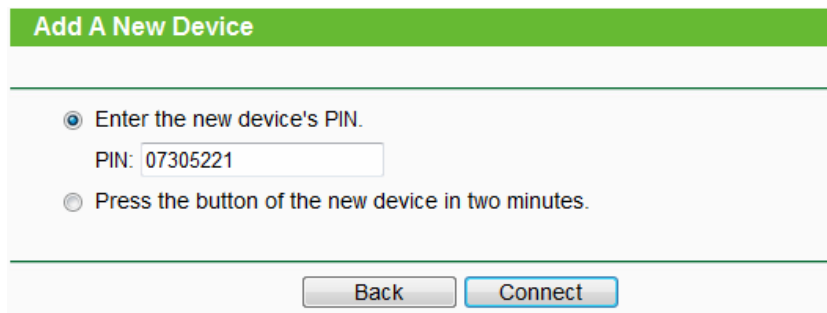 Add A New Device
Enter the new device's PIN.
PIN: 07305221
Press the button of the new device in two minutes.
Back Connect